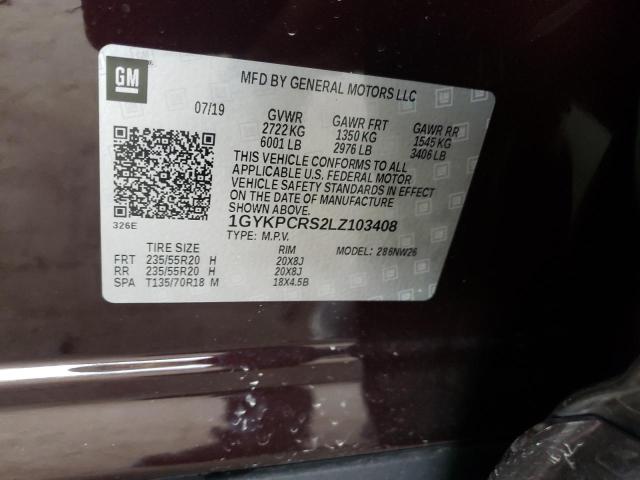 GM
MFD BY GENERAL MOTORS LLC
07/19 GVWR GAWR FRT GAWR RR
2722 KG 1350 KG 1545 KG
6001 LB 2976 LB 3406 LB
THIS VEHICLE CONFORMS TO ALL
APPLICABLE U.S. FEDERAL MOTOR
VEHICLE SAFETY STANDARDS IN EFFECT
ON THE DATE OF MANUFACTURE
SHOWN ABOVE.
326E 1GYKPCRS2LZ103408
TYPE: M.P.V. MODEL: 286NW26
TIRE SIZE RIM
FRT 235/55R20 H 20X8J
RR 235/55R20 H 20X8J
SPA T135/70R18 M 18X4.5B